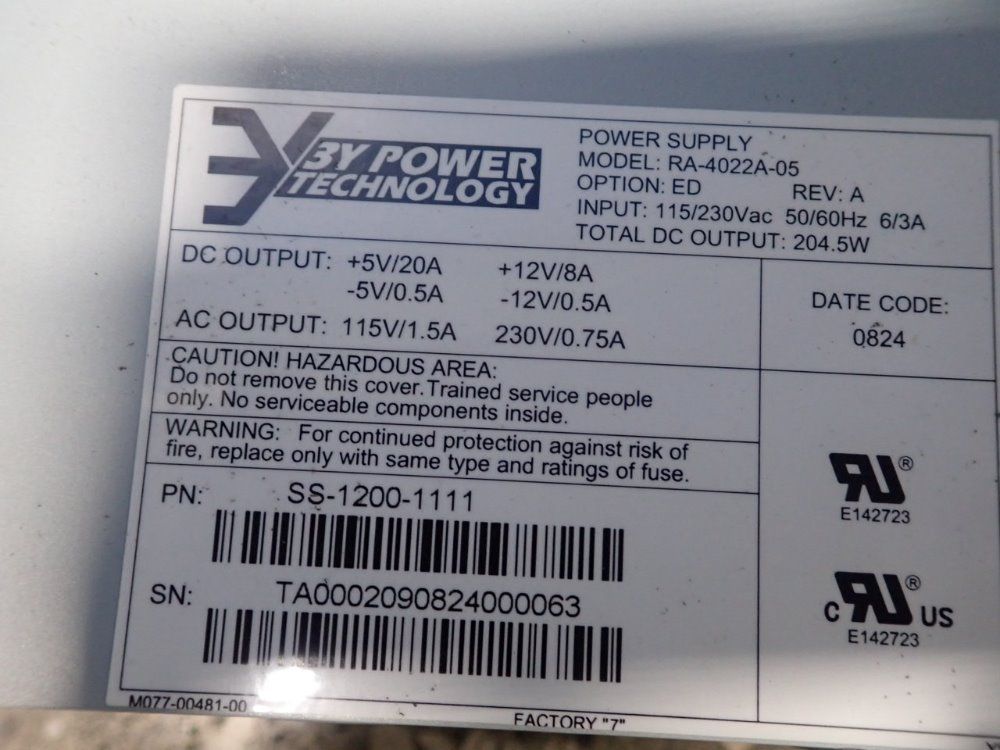 3Y POWER
TECHNOLOGY
POWER SUPPLY
MODEL: RA-4022A-05
OPTION: ED REV: A
INPUT: 115/230Vac 50/60Hz 6/3A
TOTAL DC OUTPUT: 204.5W
DC OUTPUT: +5V/20A +12V/8A
-5V/0.5A -12V/0.5A
AC OUTPUT: 115V/1.5A 230V/0.75A
DATE CODE:
0824
CAUTION! HAZARDOUS AREA:
Do not remove this cover. Trained service people
only. No serviceable components inside.
WARNING: For continued protection against risk of
fire, replace only with same type and ratings of fuse.
PN: SS-1200-1111
SN: TA0002090824000063
RU®
E142723
cRU®US
E142723
M077-00481-00
FACTORY "7"